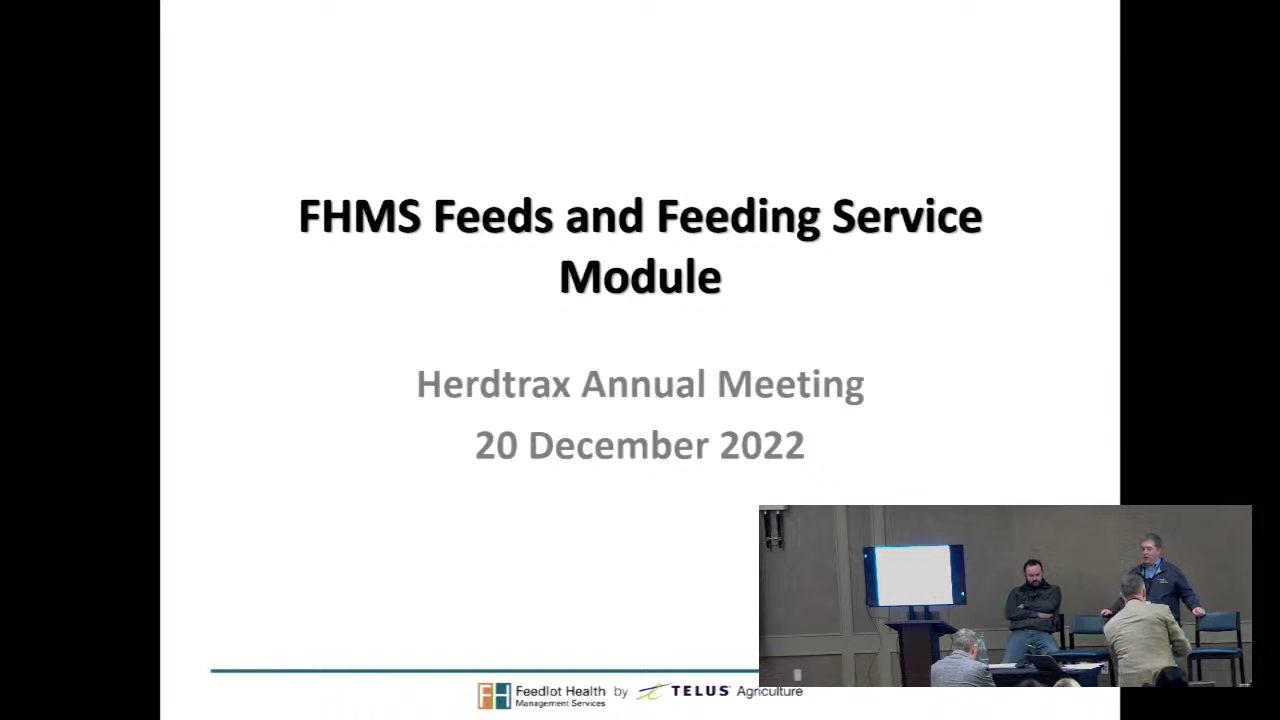 FHMS Feeds and Feeding Service
Module
Herdtrax Annual Meeting
20 December 2022
FH Feedlot Health by TELUS Agriculture
Management Services